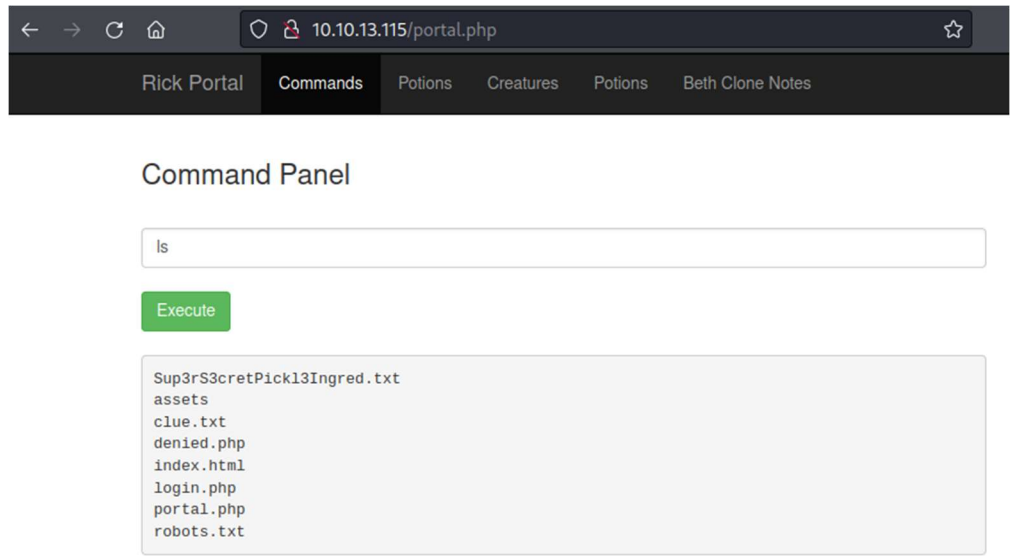 10.10.13.115/portal.php
Rick Portal Commands Potions Creatures Potions Beth Clone Notes
Command Panel
ls
Execute
Sup3rS3cretPickl3Ingred.txt
assets
clue.txt
denied.php
index.html
login.php
portal.php
robots.txt